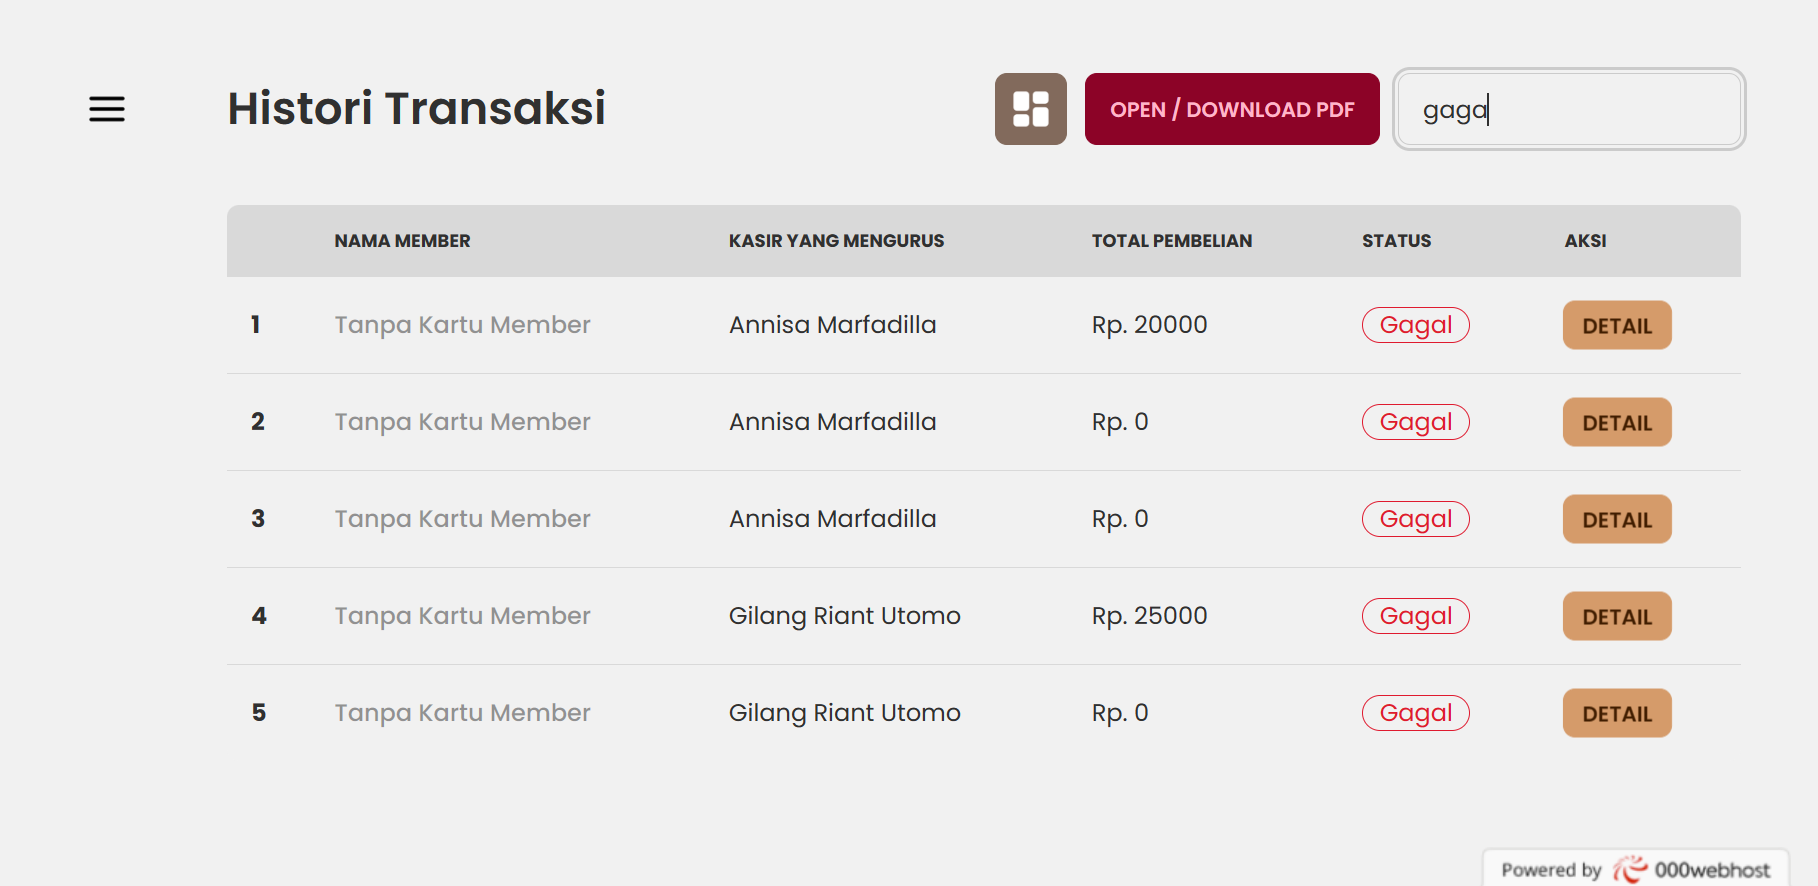 Histori Transaksi
OPEN / DOWNLOAD PDF
gaga
NAMA MEMBER KASIR YANG MENGURUS TOTAL PEMBELIAN STATUS AKSI
1 Tanpa Kartu Member Annisa Marfadilla Rp. 20000 Gagal DETAIL
2 Tanpa Kartu Member Annisa Marfadilla Rp. 0 Gagal DETAIL
3 Tanpa Kartu Member Annisa Marfadilla Rp. 0 Gagal DETAIL
4 Tanpa Kartu Member Gilang Riant Utomo Rp. 25000 Gagal DETAIL
5 Tanpa Kartu Member Gilang Riant Utomo Rp. 0 Gagal DETAIL
Powered by 000webhost